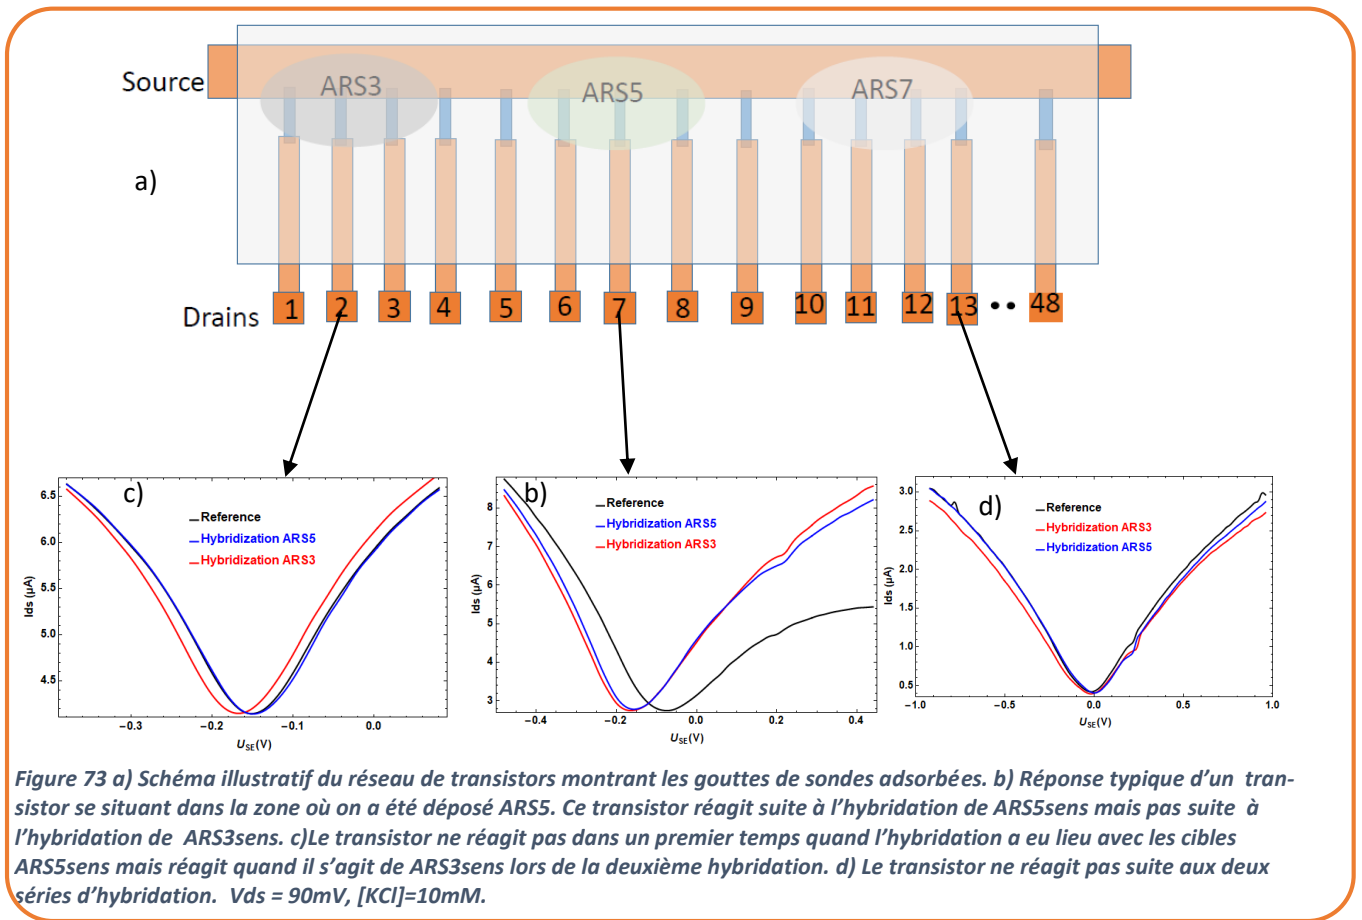 Source
ARS3
ARS5
ARS7
a)
Drains
1 2 3 4 5 6 7 8 9 10 11 12 13 •• 48
c)
Reference
Hybridization ARS5
Hybridization ARS3
Ids (μA)
6.5
6.0
5.5
5.0
4.5
−0.3 −0.2 −0.1 0.0
USE(V)
b)
Reference
Hybridization ARS5
Hybridization ARS3
Ids (μA)
8
7
6
5
4
3
−0.4 −0.2 0.0 0.2 0.4
USE(V)
d)
Reference
Hybridization ARS3
Hybridization ARS5
Ids (μA)
3.0
2.5
2.0
1.5
1.0
0.5
−1.0 −0.5 0.0 0.5 1.0
USE(V)
Figure 73 a) Schéma illustratif du réseau de transistors montrant les gouttes de sondes adsorbées. b) Réponse typique d’un tran-
sistor se situant dans la zone où on a été déposé ARS5. Ce transistor réagit suite à l’hybridation de ARS5sens mais pas suite à
l’hybridation de ARS3sens. c)Le transistor ne réagit pas dans un premier temps quand l’hybridation a eu lieu avec les cibles
ARS5sens mais réagit quand il s’agit de ARS3sens lors de la deuxième hybridation. d) Le transistor ne réagit pas suite aux deux
séries d’hybridation. Vds = 90mV, [KCl]=10mM.